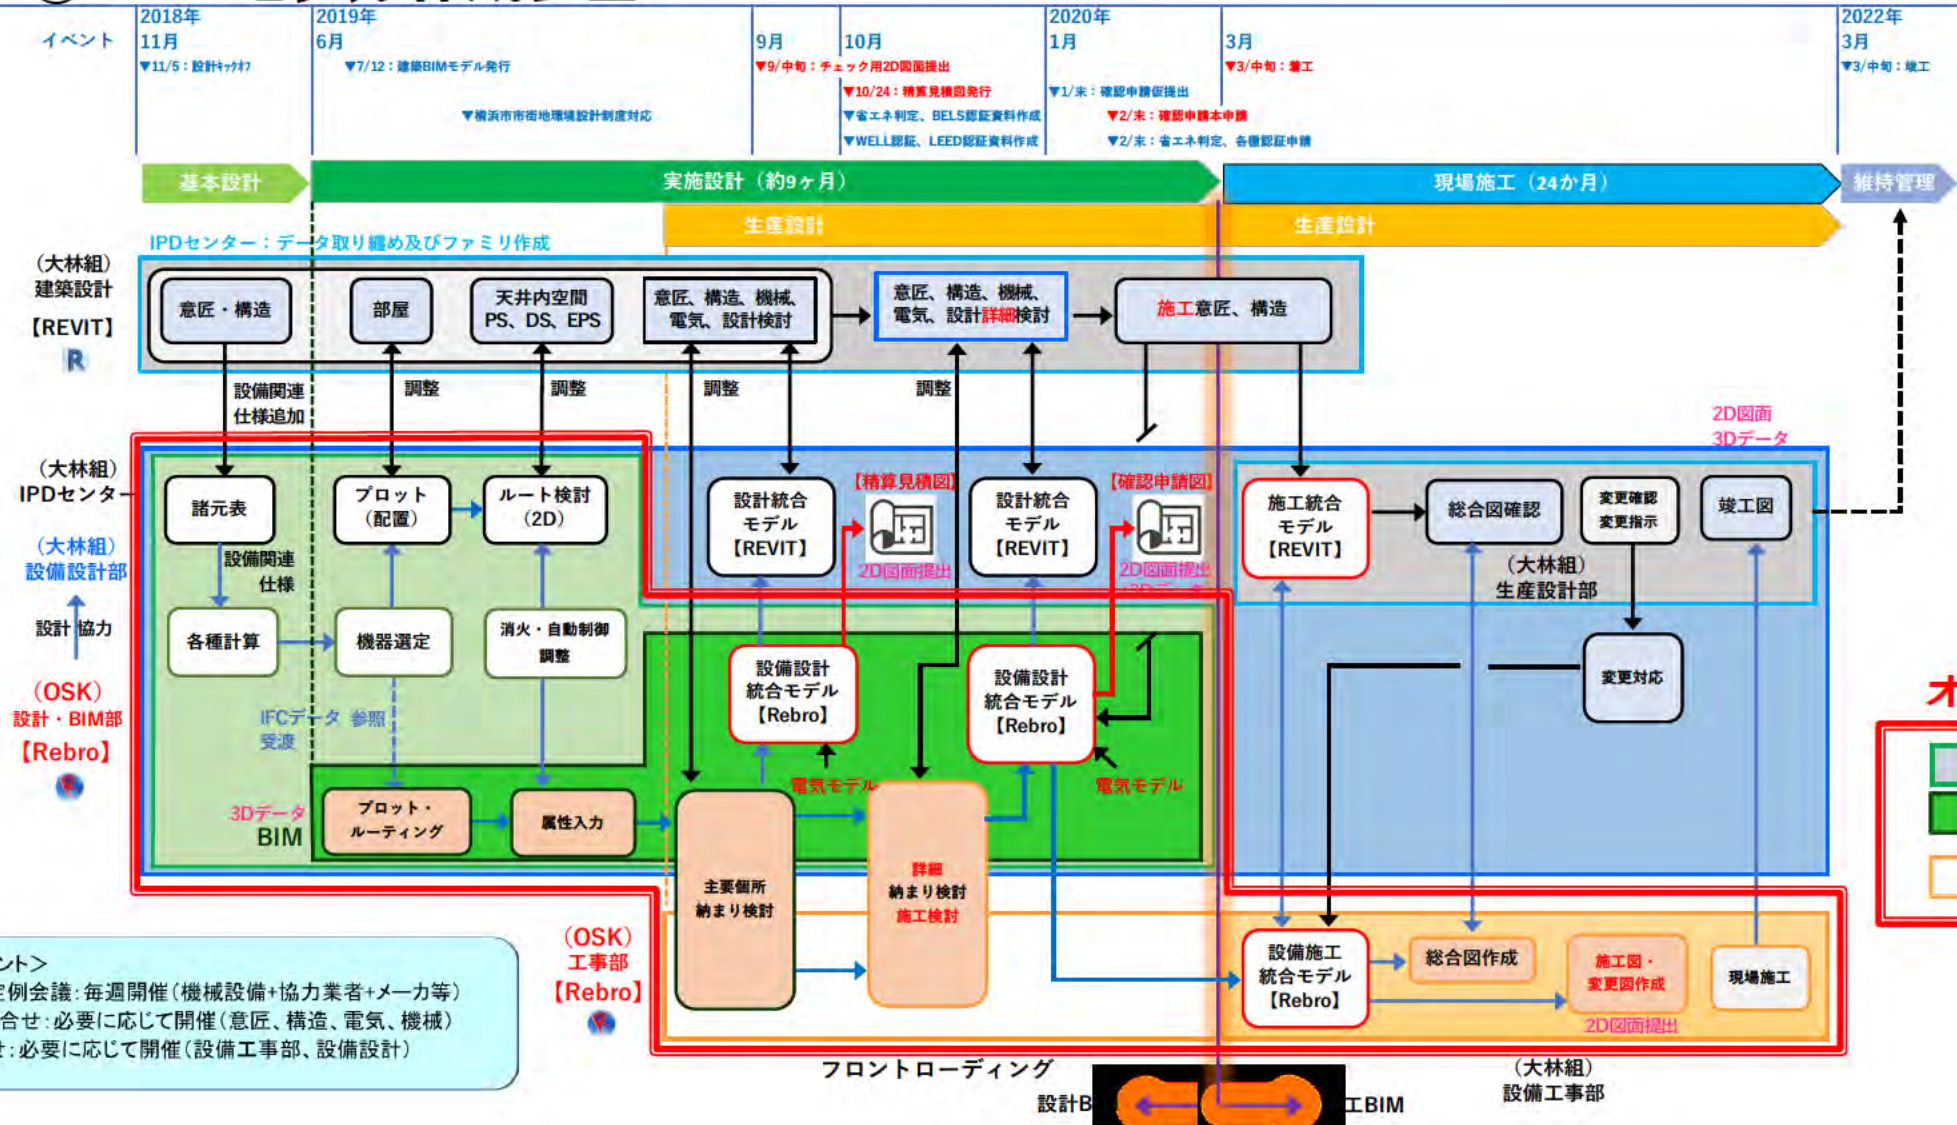 2018年
11月
2019年
6月
9月
10月
2020年
1月
3月
2022年
3月
イベント
▼11/5：設計ｷｯｸｵﾌ
▼7/12：建築BIMモデル発行
▼9/中旬：チェック用2D図面提出
▼3/中旬：着工
▼3/中旬：竣工
▼10/24：精算見積図発行
▼1/末：確認申請仮提出
▼横浜市市街地環境設計制度対応
▼省エネ判定、BELS認証資料作成
▼2/末：確認申請本申請
▼WELL認証、LEED認証資料作成
▼2/末：省エネ判定、各種認証申請
基本設計
実施設計（約9ヶ月）
現場施工（24か月）
維持管理
生産設計
生産設計
IPDセンター：データ取り纏め及びファミリ作成
（大林組）
建築設計
【REVIT】
R
意匠・構造
部屋
天井内空間
PS、DS、EPS
意匠、構造、機械、
電気、設計検討
意匠、構造、機械、
電気、設計詳細検討
施工意匠、構造
設備関連
仕様追加
調整
調整
調整
調整
2D図面
3Dデータ
（大林組）
IPDセンター
（大林組）
設備設計部
設計協力
（OSK）
設計・BIM部
【Rebro】
諸元表
プロット
（配置）
ルート検討
（2D）
設計統合
モデル
【REVIT】
【精算見積図】
2D図面提出
設計統合
モデル
【REVIT】
【確認申請図】
2D図面提出
施工統合
モデル
【REVIT】
総合図確認
変更確認
変更指示
竣工図
（大林組）
生産設計部
設備関連
仕様
各種計算
機器選定
消火・自動制御
調整
設備設計
統合モデル
【Rebro】
設備設計
統合モデル
【Rebro】
変更対応
IFCデータ 参照
受渡
電気モデル
電気モデル
3Dデータ
BIM
プロット・
ルーティング
属性入力
主要個所
納まり検討
詳細
納まり検討
施工検討
（OSK）
工事部
【Rebro】
設備施工
統合モデル
【Rebro】
総合図作成
施工図・
変更図作成
2D図面提出
現場施工
ント＞
定例会議：毎週開催（機械設備+協力業者+メーカ等）
合せ：必要に応じて開催（意匠、構造、電気、機械）
せ：必要に応じて開催（設備工事部、設備設計）
フロントローディング
（大林組）
設備工事部
設計B
工BIM
オ